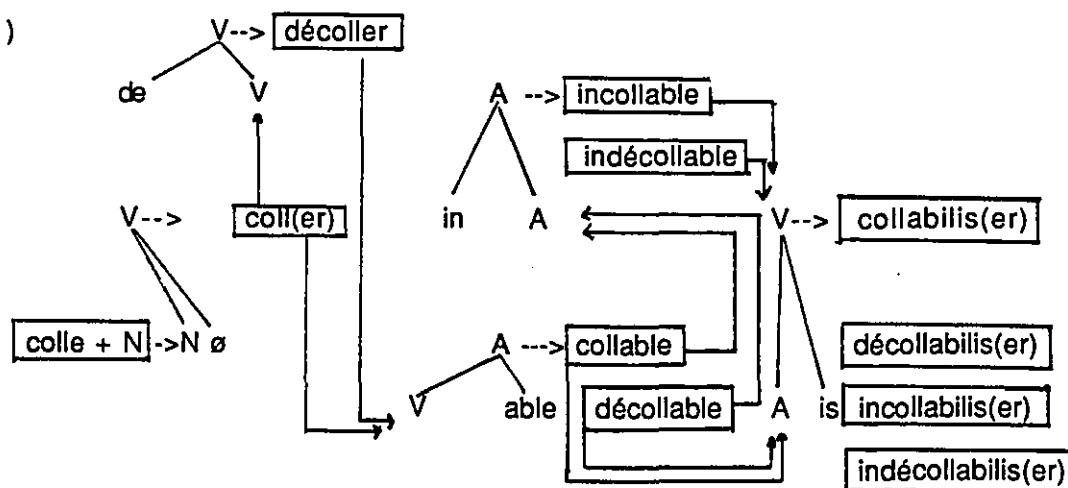 )
V--> décoller
de V
A --> incollable
indécollable
V--> coll(er)
in A
V--> collabilis(er)
colle + N ->N ø
A ---> collable
décollabilis(er)
V able
décollable
A is incollabilis(er)
indécollabilis(er)